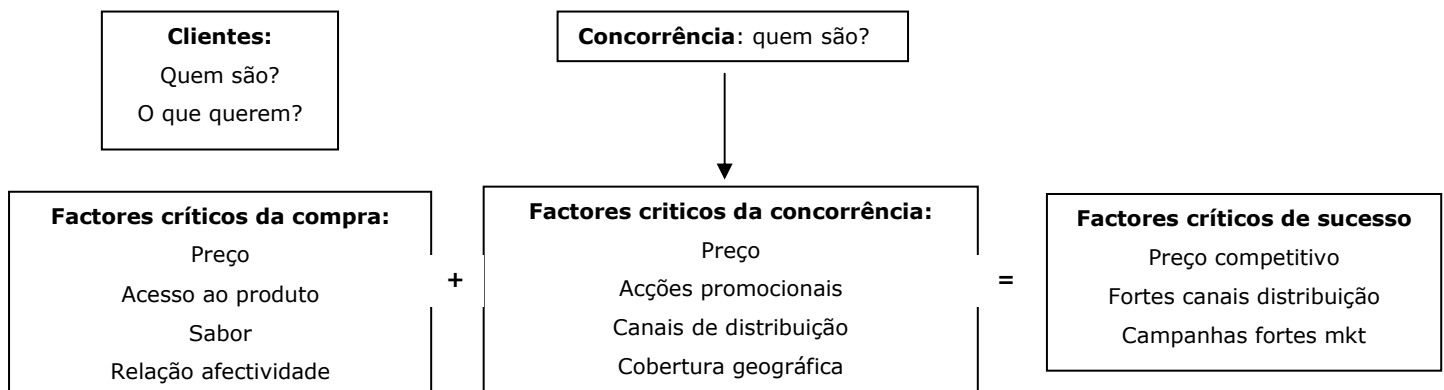 Clientes:
Quem são?
O que querem?
Concorrência: quem são?
Factores críticos da compra:
Preço
Acesso ao produto
Sabor
Relação afectividade
+
Factores criticos da concorrência:
Preço
Acções promocionais
Canais de distribuição
Cobertura geográfica
=
Factores críticos de sucesso
Preço competitivo
Fortes canais distribuição
Campanhas fortes mkt